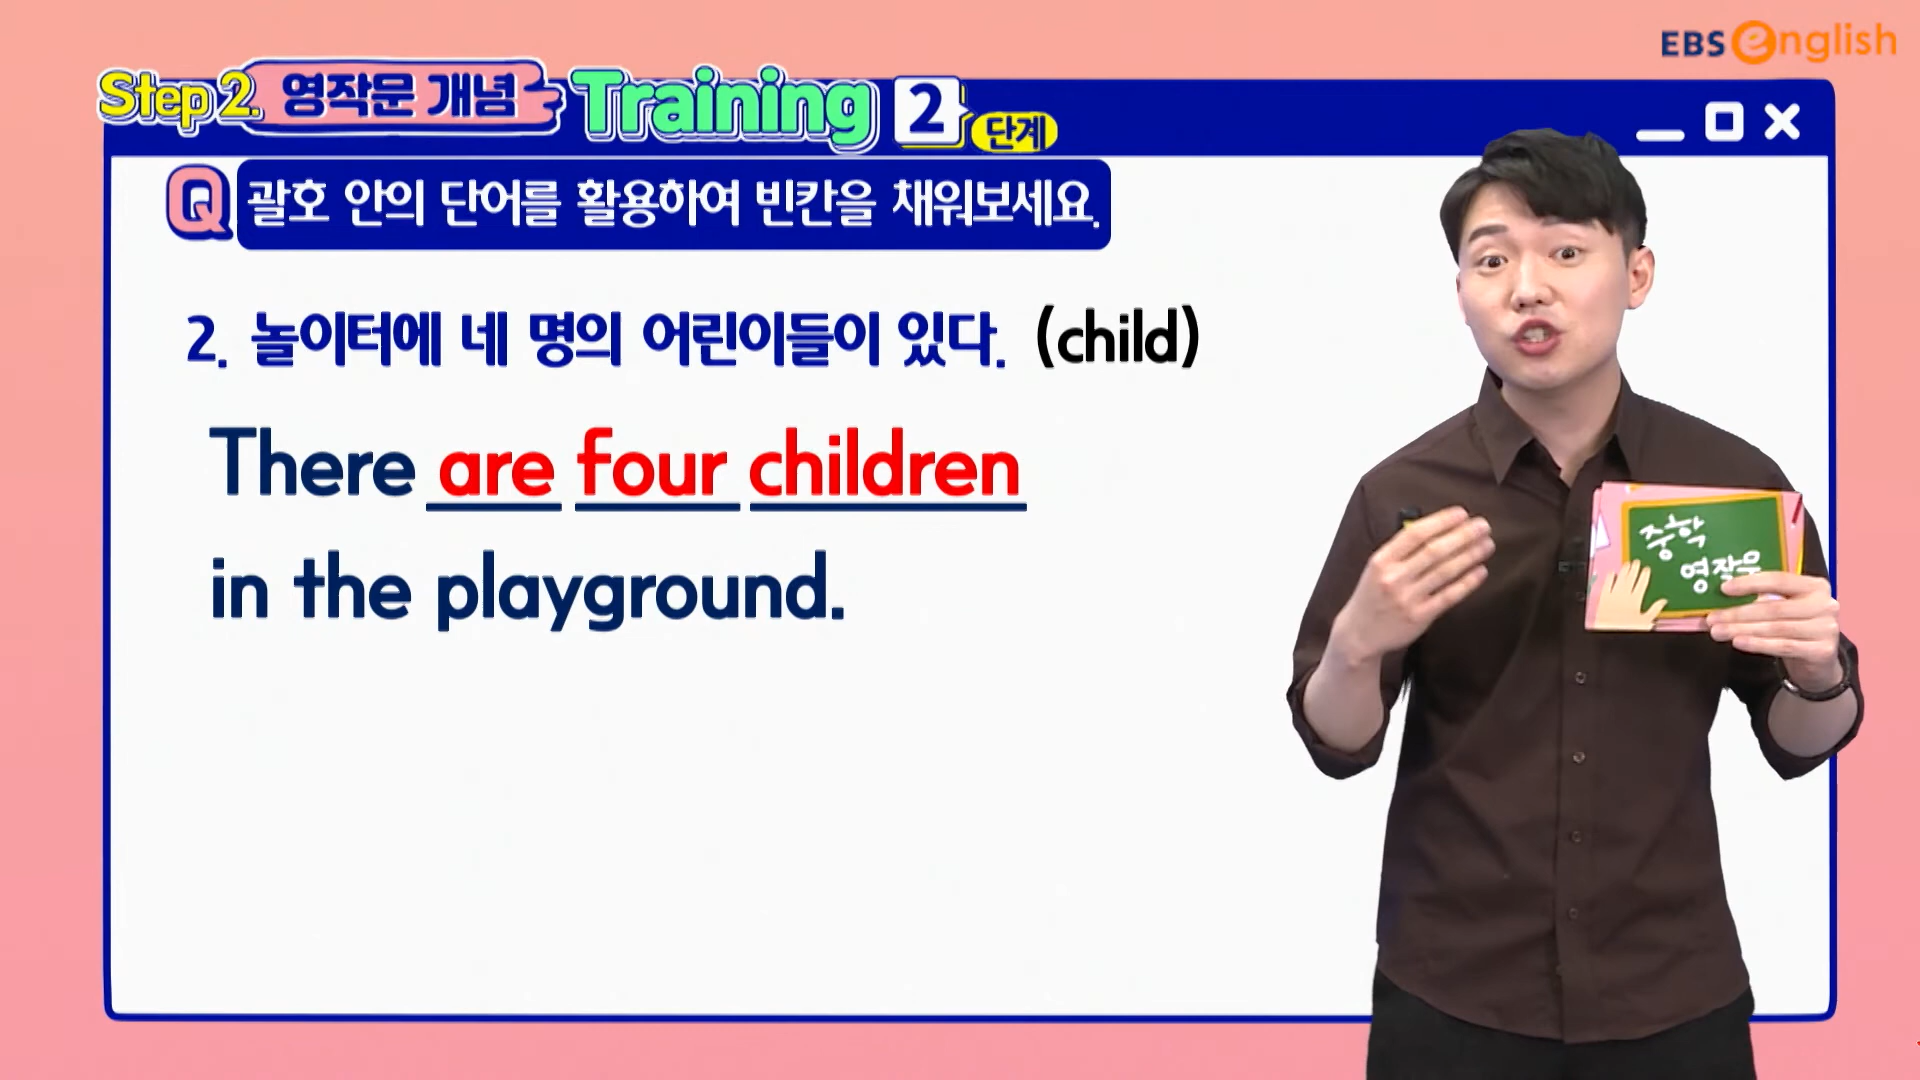 EBS english
Step 2. 영작문 개념 Training 2 단계
Q 괄호 안의 단어를 활용하여 빈칸을 채워보세요.
2. 놀이터에 네 명의 어린이들이 있다. (child)
There are four children
in the playground.
중학
영작문